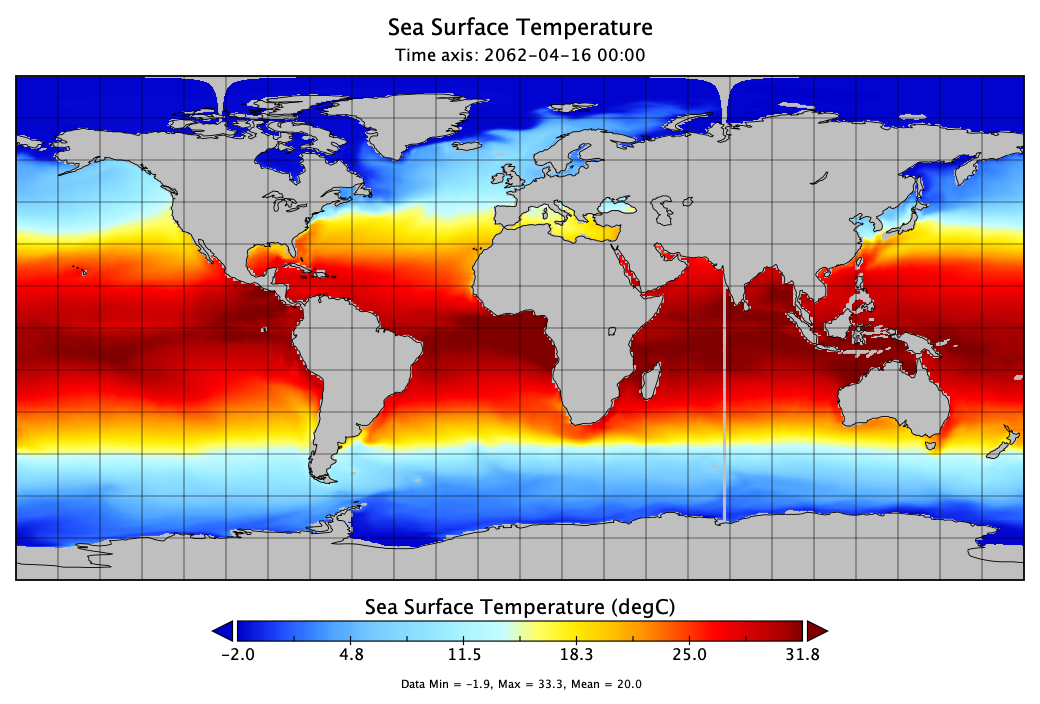 Sea Surface Temperature
Time axis: 2062-04-16 00:00
Sea Surface Temperature (degC)
-2.0 4.8 11.5 18.3 25.0 31.8
Data Min = -1.9, Max = 33.3, Mean = 20.0